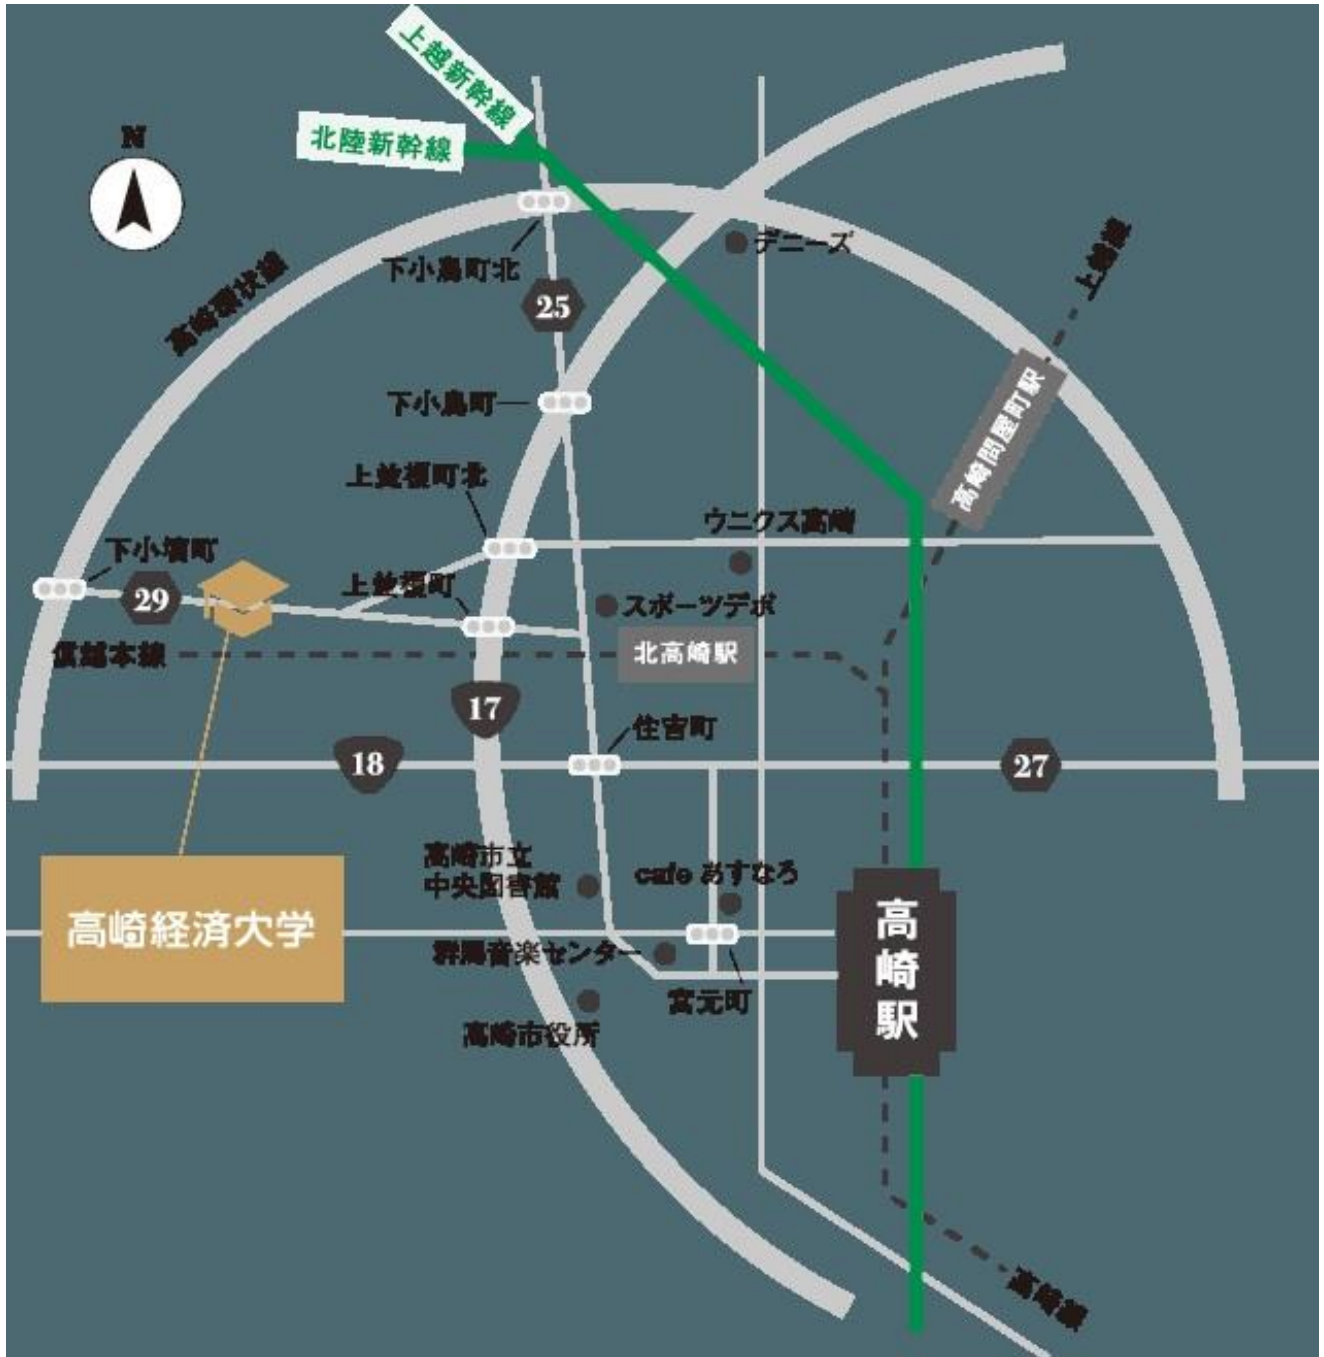 上越新幹線
北陸新幹線
N
デニーズ
上越線
下小鳥町北
高崎環状線
25
高崎問屋町駅
下小鳥町
上並榎町北
ウニクス高崎
下小塙町
29
上並榎町
スポーツデポ
信越本線
北高崎駅
17
住吉町
18
27
高崎市立
中央図書館
cafe あすなろ
高崎経済大学
高崎駅
群馬音楽センター
宮元町
高崎市役所
高崎線